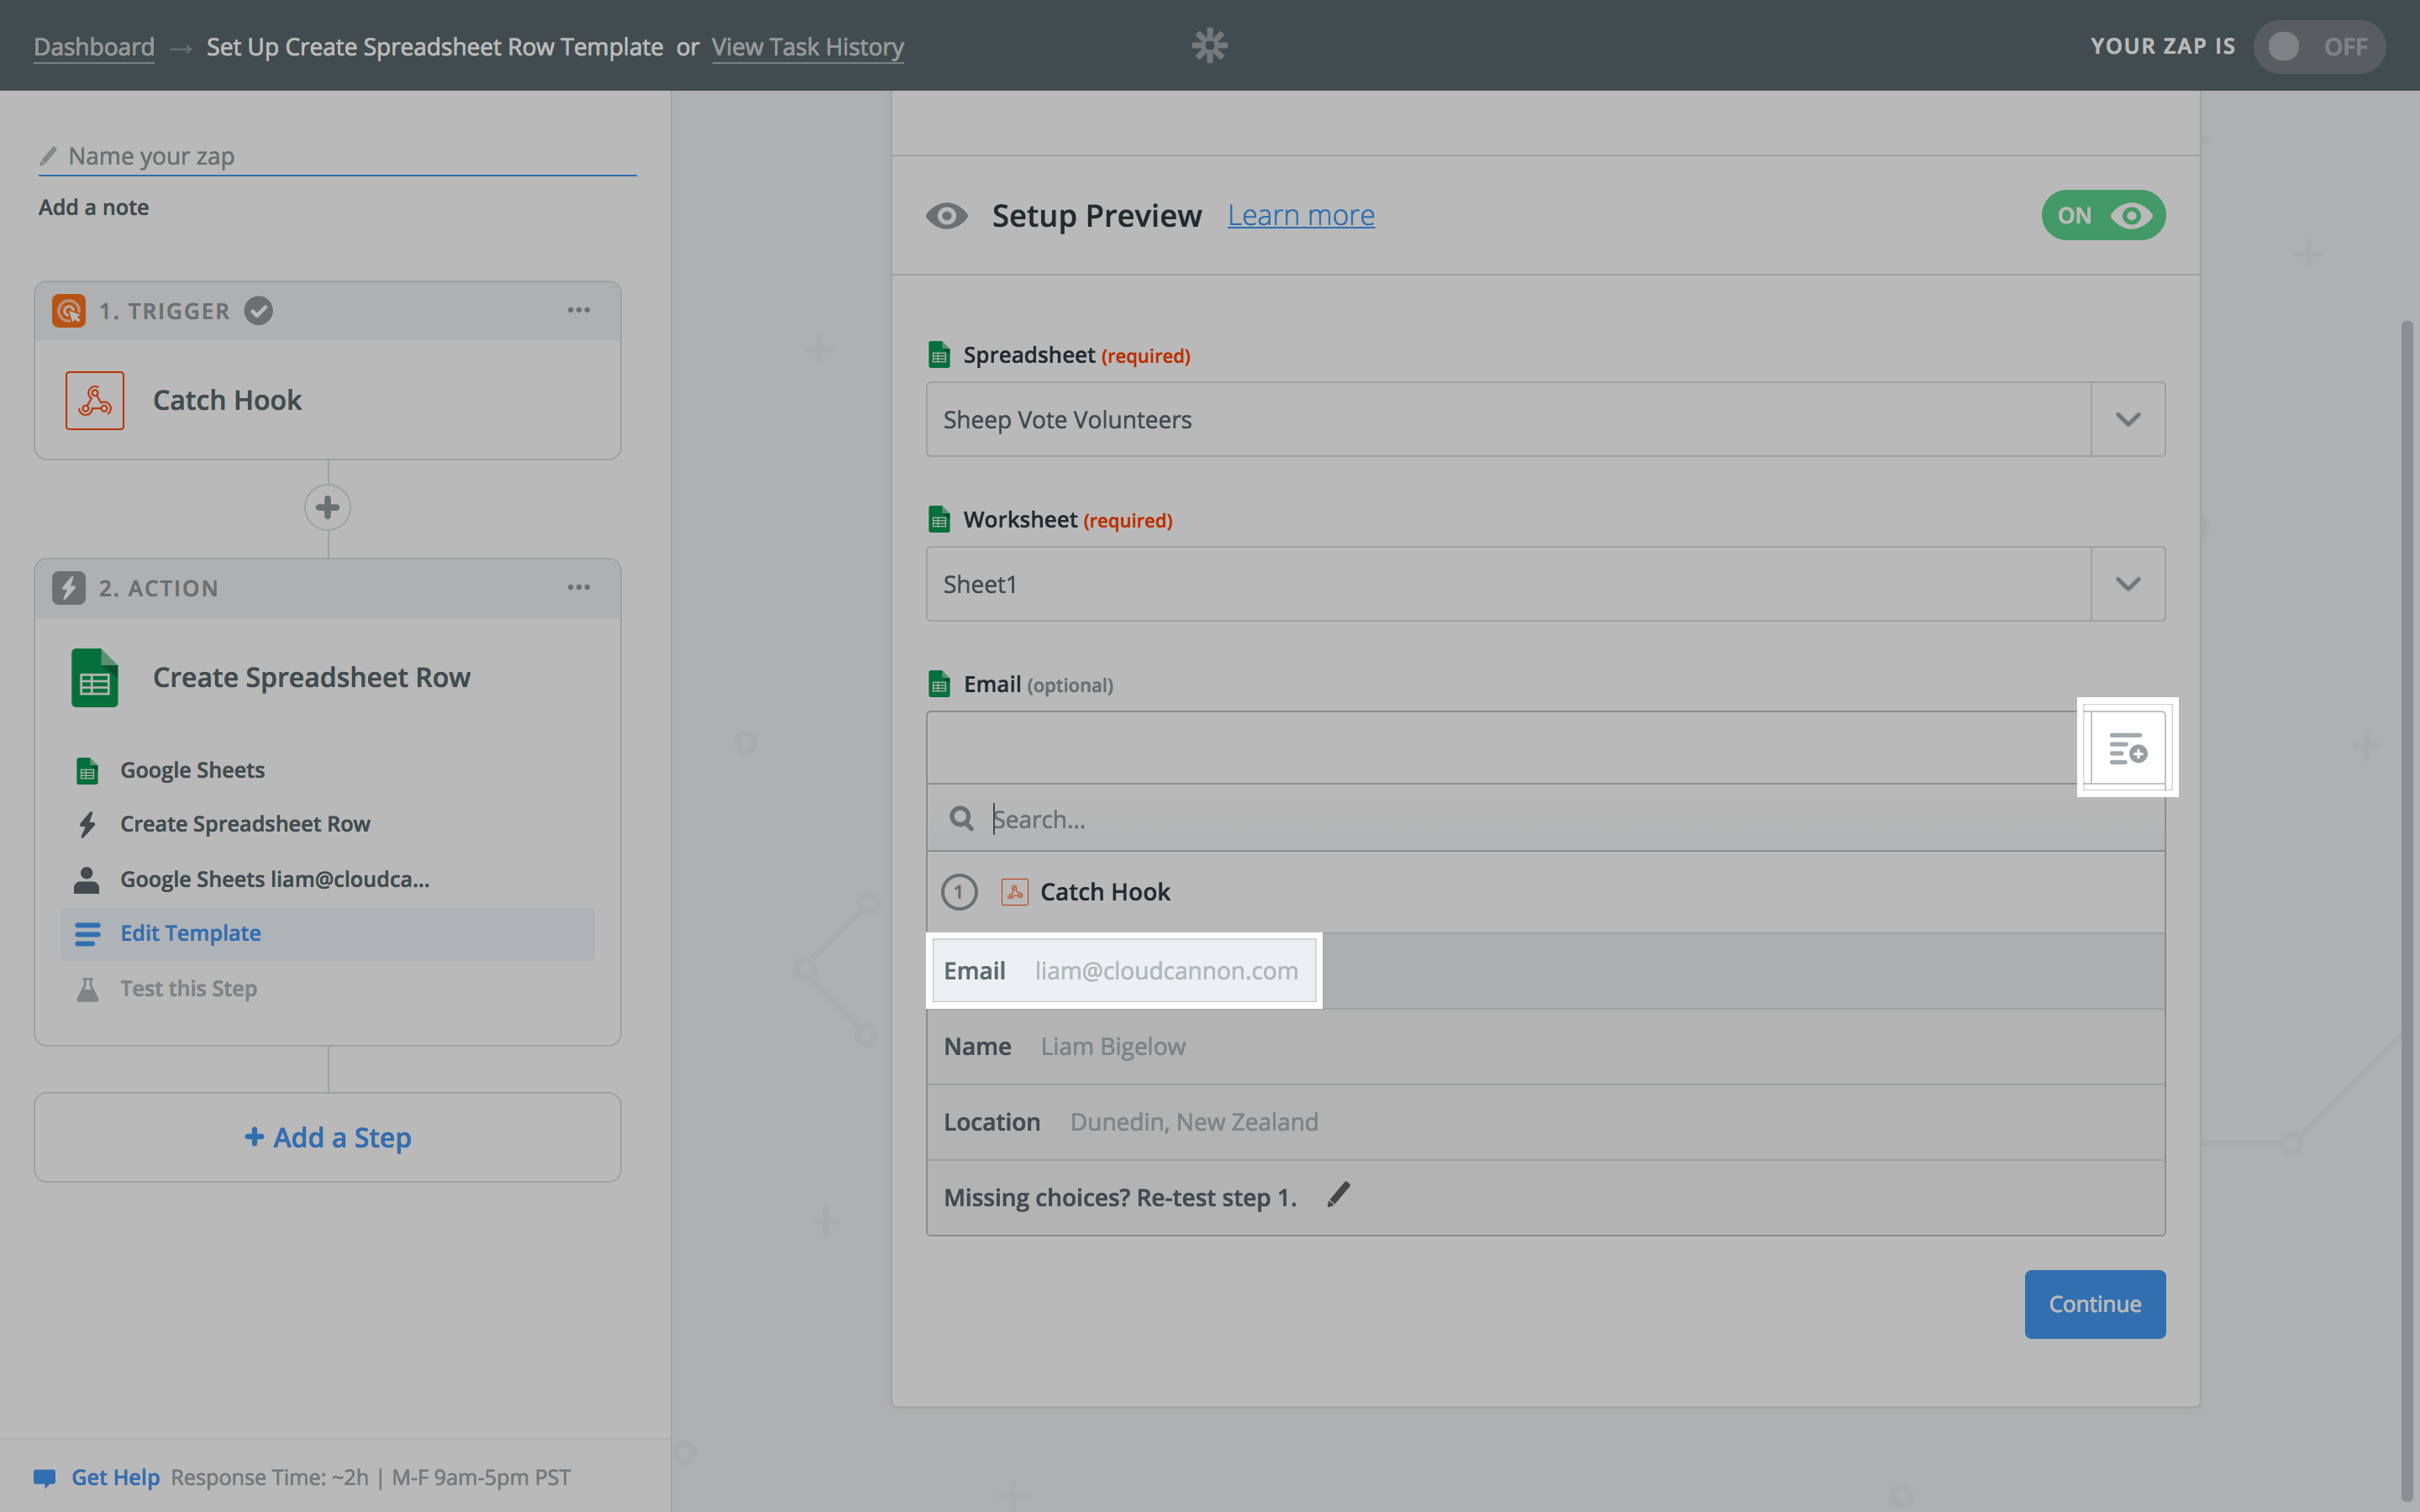 Dashboard → Set Up Create Spreadsheet Row Template or View Task History
YOUR ZAP IS OFF
Name your zap
Add a note
1. TRIGGER
Catch Hook
2. ACTION
Create Spreadsheet Row
Google Sheets
Create Spreadsheet Row
Google Sheets liam@cloudca...
Edit Template
Test this Step
+ Add a Step
Get Help Response Time: ~2h | M-F 9am-5pm PST
Setup Preview Learn more
ON
Spreadsheet (required)
Sheep Vote Volunteers
Worksheet (required)
Sheet1
Email (optional)
Search...
1 Catch Hook
Email liam@cloudcannon.com
Name Liam Bigelow
Location Dunedin, New Zealand
Missing choices? Re-test step 1.
Continue